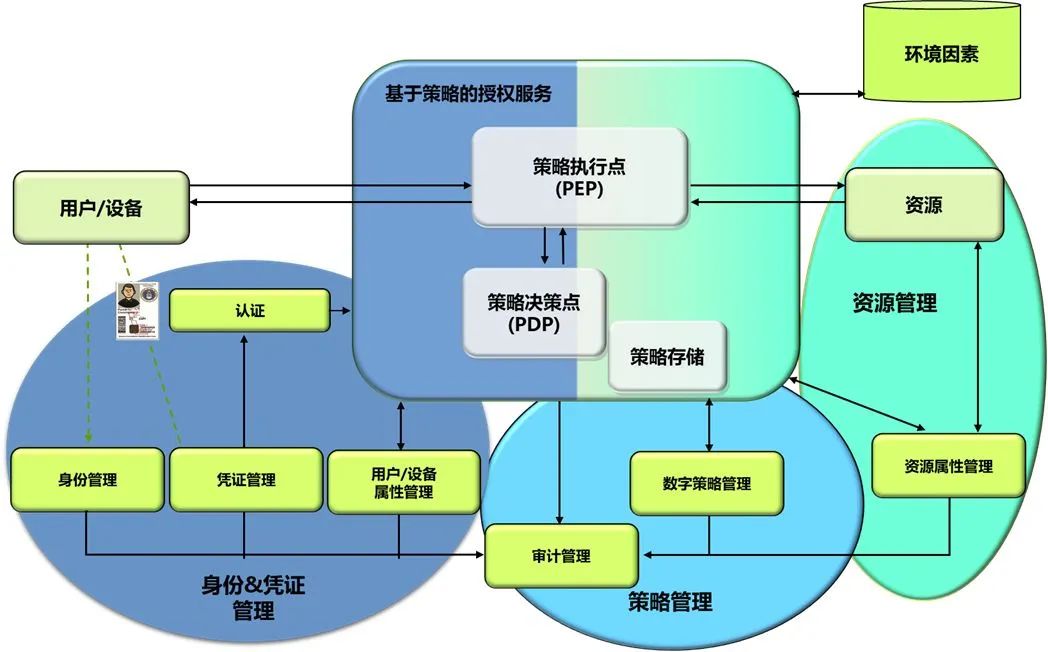 环境因素
基于策略的授权服务
策略执行点
(PEP)
用户/设备
资源
策略决策点
(PDP)
资源管理
认证
策略存储
身份管理
凭证管理
用户/设备
属性管理
数字策略管理
资源属性管理
审计管理
身份&凭证
管理
策略管理